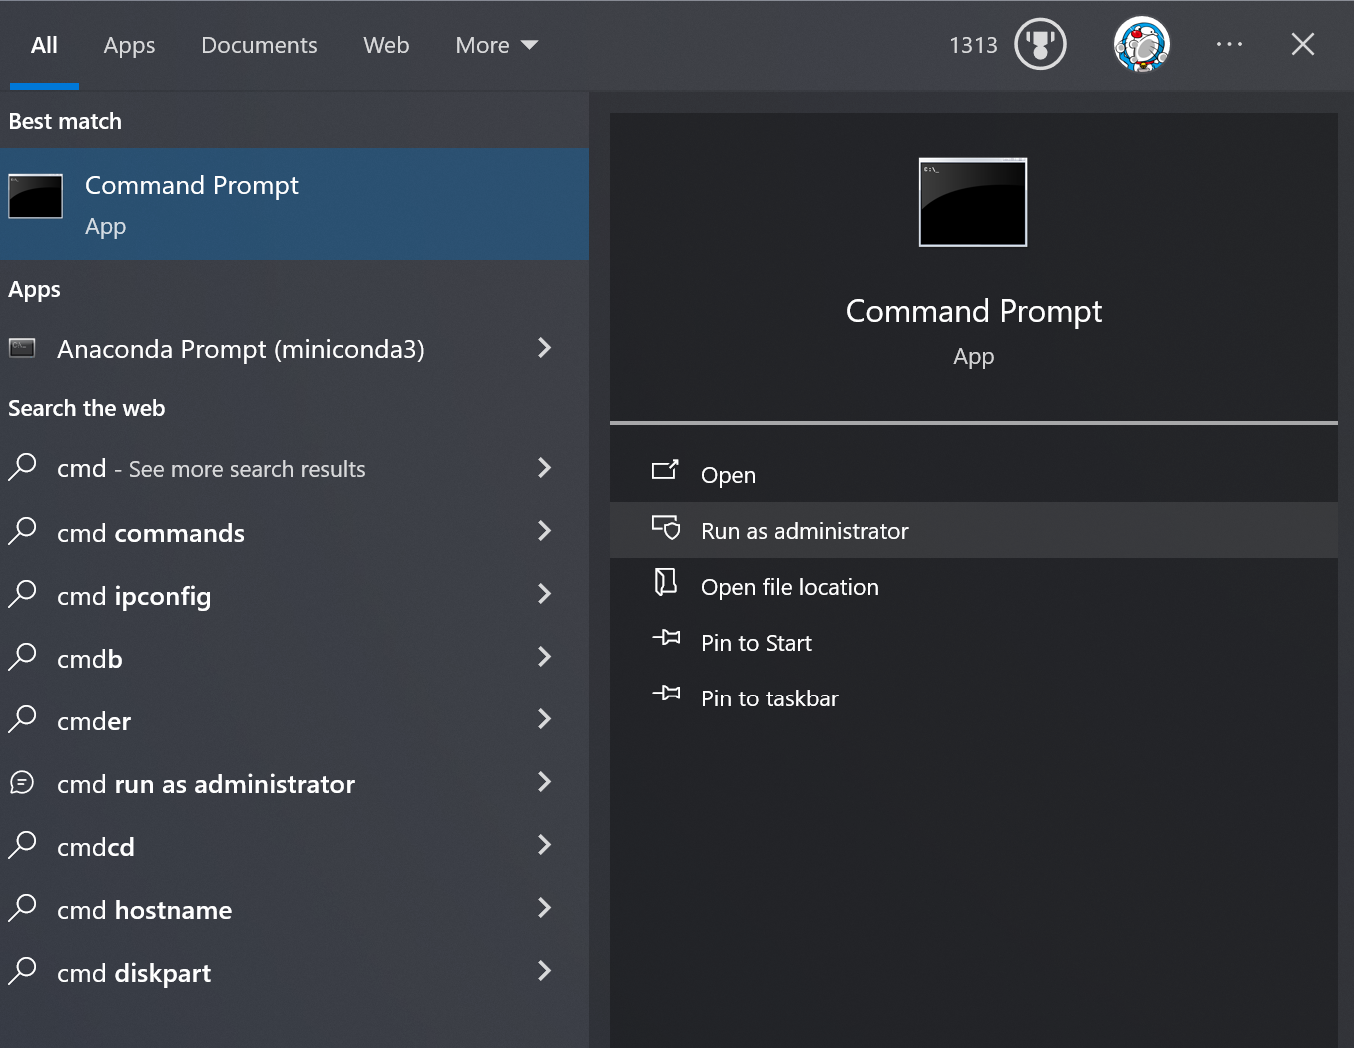 All Apps Documents Web More 1313
Best match
Command Prompt
App
Apps
Anaconda Prompt (miniconda3)
Search the web
cmd - See more search results
cmd commands
cmd ipconfig
cmdb
cmder
cmd run as administrator
cmdcd
cmd hostname
cmd diskpart
C:\_
Command Prompt
App
Open
Run as administrator
Open file location
Pin to Start
Pin to taskbar